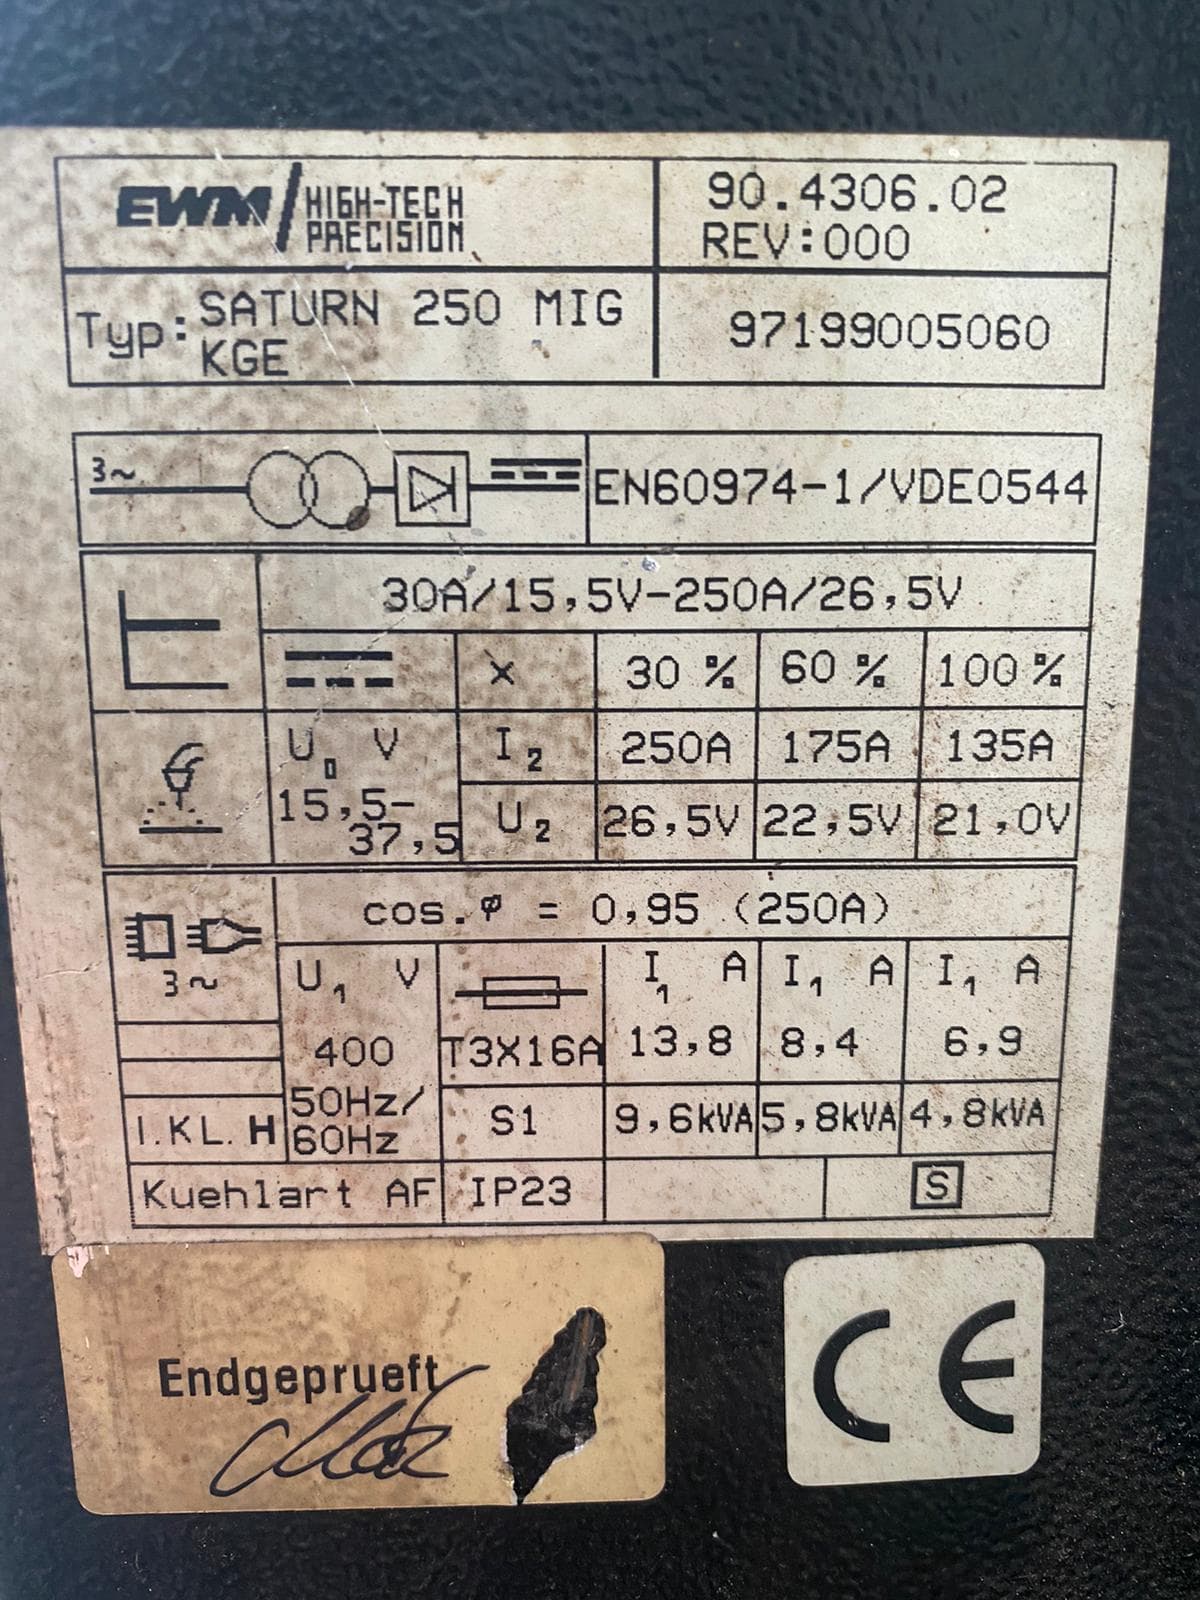 EWM HIGH-TECH PRECISION
90.4306.02
REV:000
Typ: SATURN 250 MIG
KGE
97199005060
3~
EN60974-1/VDE0544
30A/15,5V-250A/26,5V
X 30 % 60 % 100 %
U0 V
15,5-
37,5
I2 250A 175A 135A
U2 26,5V 22,5V 21,0V
3~
cos.φ = 0,95 (250A)
U1 V I1 A I1 A I1 A
400 T3X16A 13,8 8,4 6,9
50Hz/
60Hz
I.KL. H
S1 9,6kVA 5,8kVA 4,8kVA
Kuehlart AF IP23 S
Endgeprueft
CE